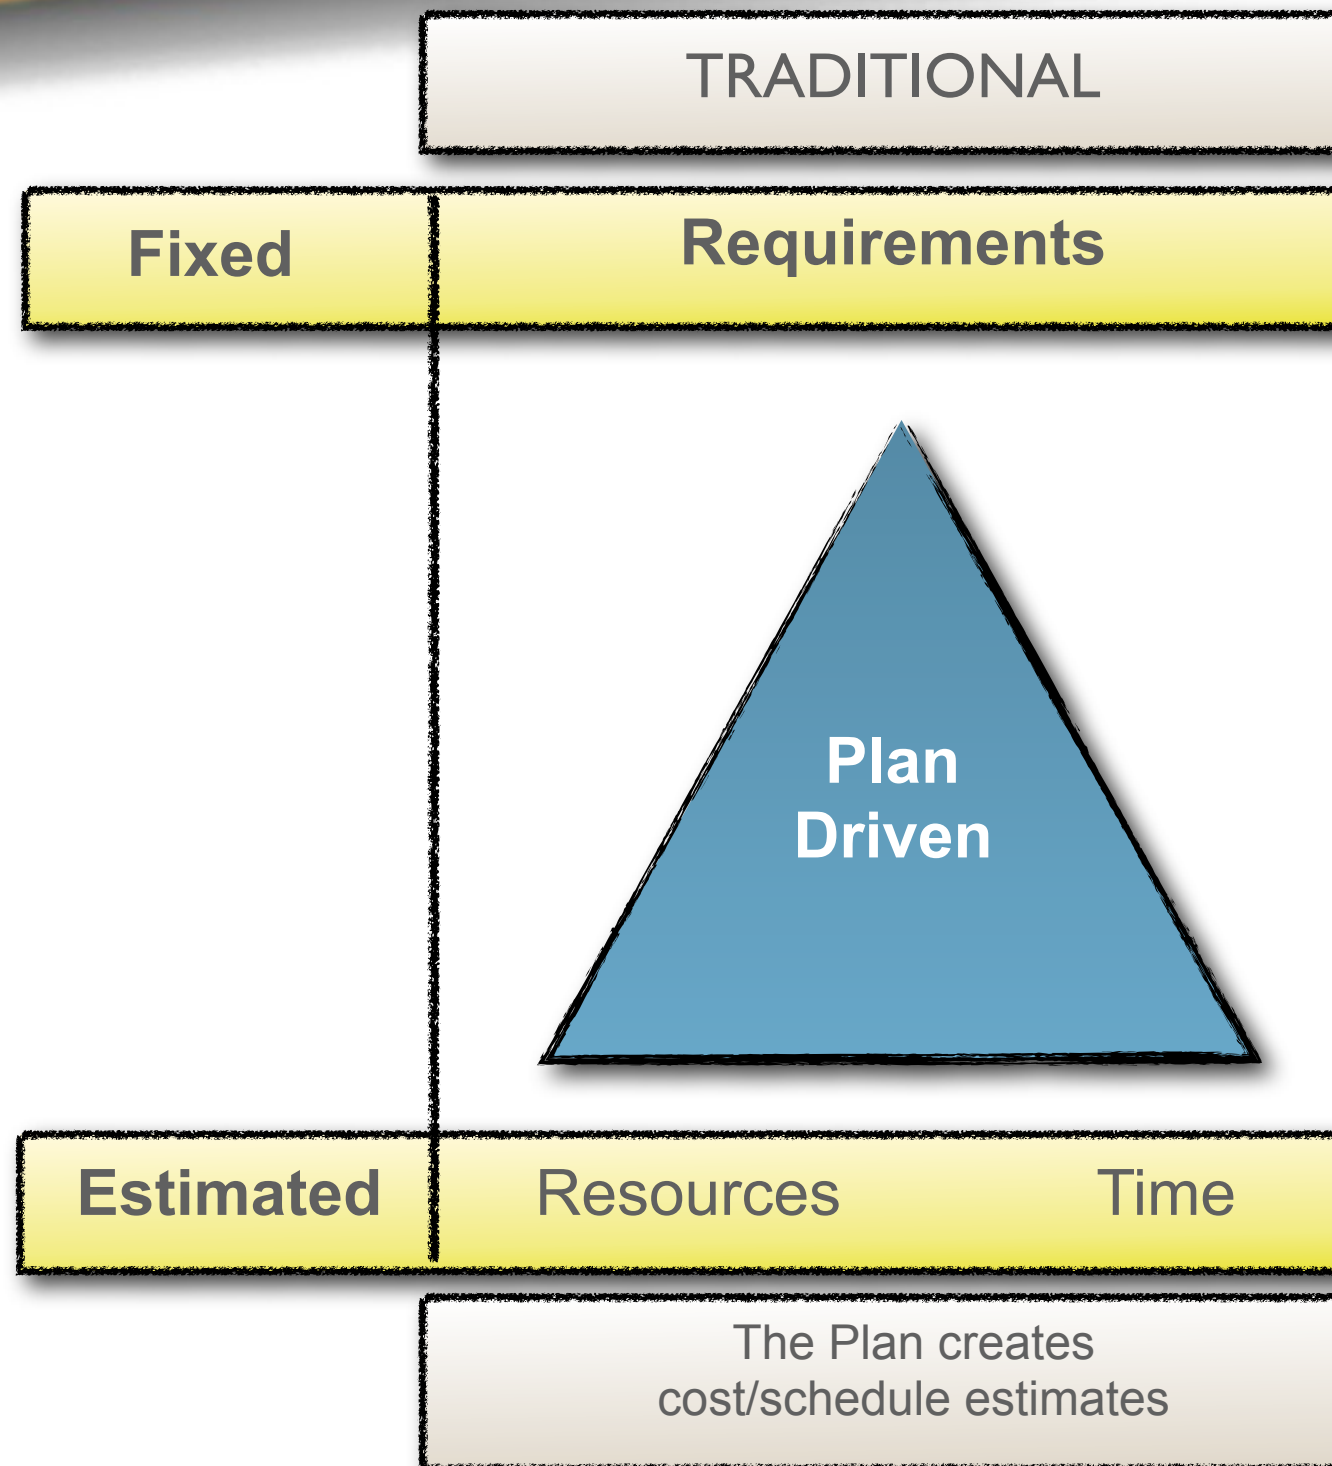 TRADITIONAL
Fixed
Requirements
Plan
Driven
Estimated
Resources
Time
The Plan creates
cost/schedule estimates